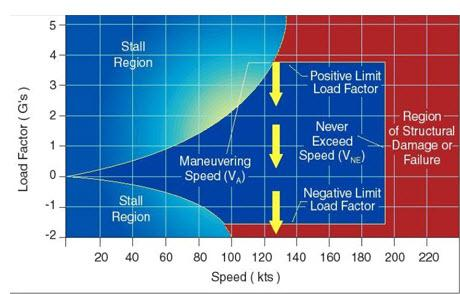 5
4
3
2
1
0
-1
-2
Load Factor ( G's )
Stall
Region
Positive Limit
Load Factor
Never
Exceed
Speed (VNE)
Region
of Structural
Damage or
Failure
Maneuvering
Speed (VA)
Negative Limit
Load Factor
Stall
Region
20 40 60 80 100 120 140 160 180 200 220
Speed ( kts )